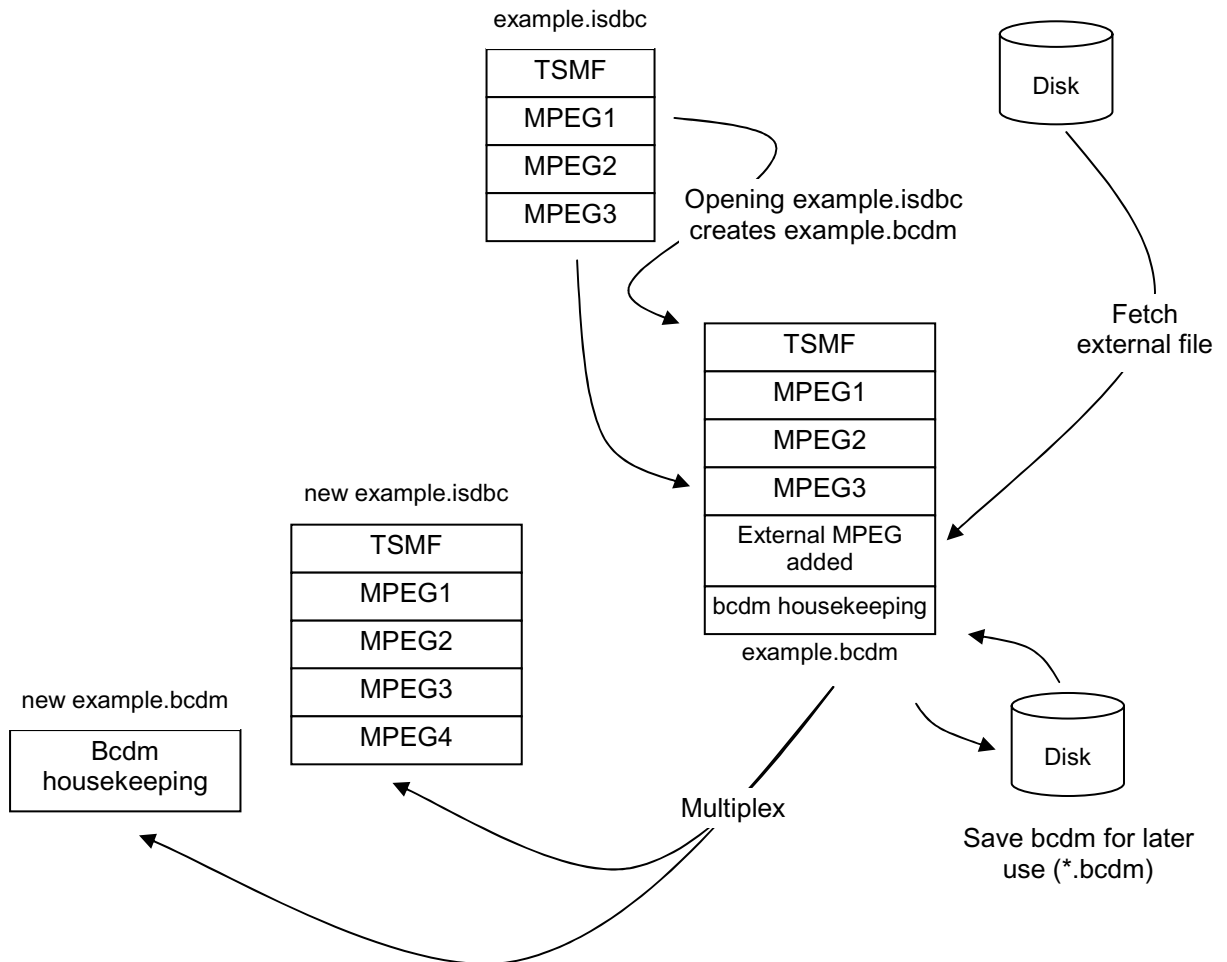 example.isdbc
TSMF
MPEG1
MPEG2
MPEG3
Disk
Opening example.isdbc
creates example.bcdm
Fetch
external file
TSMF
MPEG1
MPEG2
MPEG3
External MPEG
added
bcdm housekeeping
example.bcdm
new example.isdbc
TSMF
MPEG1
MPEG2
MPEG3
MPEG4
new example.bcdm
Bcdm
housekeeping
Multiplex
Disk
Save bcdm for later
use (*.bcdm)